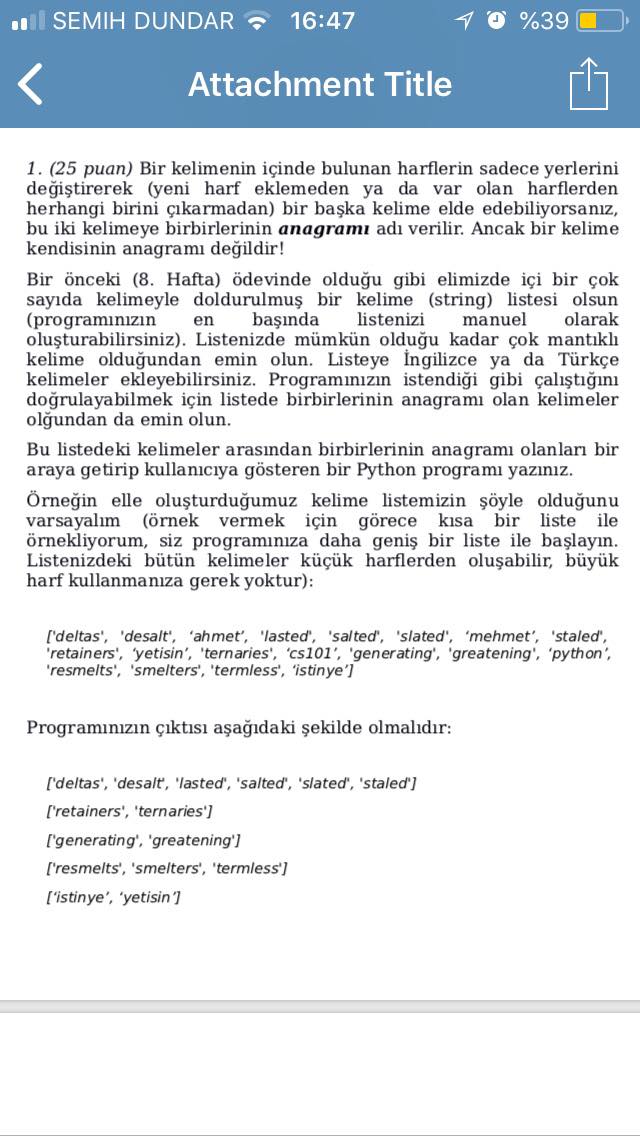 SEMIH DUNDAR 16:47 %39
Attachment Title
1. (25 puan) Bir kelimenin içinde bulunan harflerin sadece yerlerini
değiştirerek (yeni harf eklemeden ya da var olan harflerden
herhangi birini çıkarmadan) bir başka kelime elde edebiliyorsanız,
bu iki kelimeye birbirlerinin anagramı adı verilir. Ancak bir kelime
kendisinin anagramı değildir!
Bir önceki (8. Hafta) ödevinde olduğu gibi elimizde içi bir çok
sayıda kelimeyle doldurulmuş bir kelime (string) listesi olsun
(programınızın en başında listenizi manuel olarak
oluşturabilirsiniz). Listenizde mümkün olduğu kadar çok mantıklı
kelime olduğundan emin olun. Listeye İngilizce ya da Türkçe
kelimeler ekleyebilirsiniz. Programınızın istendiği gibi çalıştığını
doğrulayabilmek için listede birbirlerinin anagramı olan kelimeler
olğundan da emin olun.
Bu listedeki kelimeler arasından birbirlerinin anagramı olanları bir
araya getirip kullanıcıya gösteren bir Python programı yazınız.
Örneğin elle oluşturduğumuz kelime listemizin şöyle olduğunu
varsayalım (örnek vermek için görece kısa bir liste ile
örnekliyorum, siz programınıza daha geniş bir liste ile başlayın.
Listenizdeki bütün kelimeler küçük harflerden oluşabilir, büyük
harf kullanmanıza gerek yoktur):
['deltas', 'desalt', ‘ahmet’, 'lasted', 'salted', 'slated', ‘mehmet’, 'staled',
'retainers', ‘yetisin’, 'ternaries', ‘cs101’, 'generating', 'greatening', ‘python’,
'resmelts', 'smelters', 'termless', ‘istinye’]
Programınızın çıktısı aşağıdaki şekilde olmalıdır:
['deltas', 'desalt', 'lasted', 'salted', 'slated', 'staled']
['retainers', 'ternaries']
['generating', 'greatening']
['resmelts', 'smelters', 'termless']
[‘istinye’, ‘yetisin’]